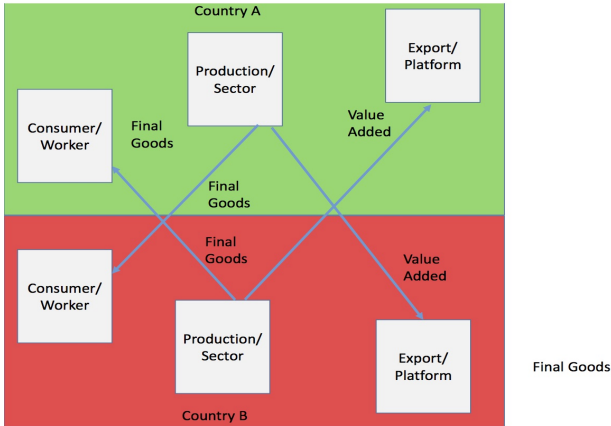 Country A
Export/
Platform
Production/
Sector
Consumer/
Worker
Final
Goods
Value
Added
Final
Goods
Final
Goods
Value
Added
Consumer/
Worker
Production/
Sector
Export/
Platform
Final Goods
Country B